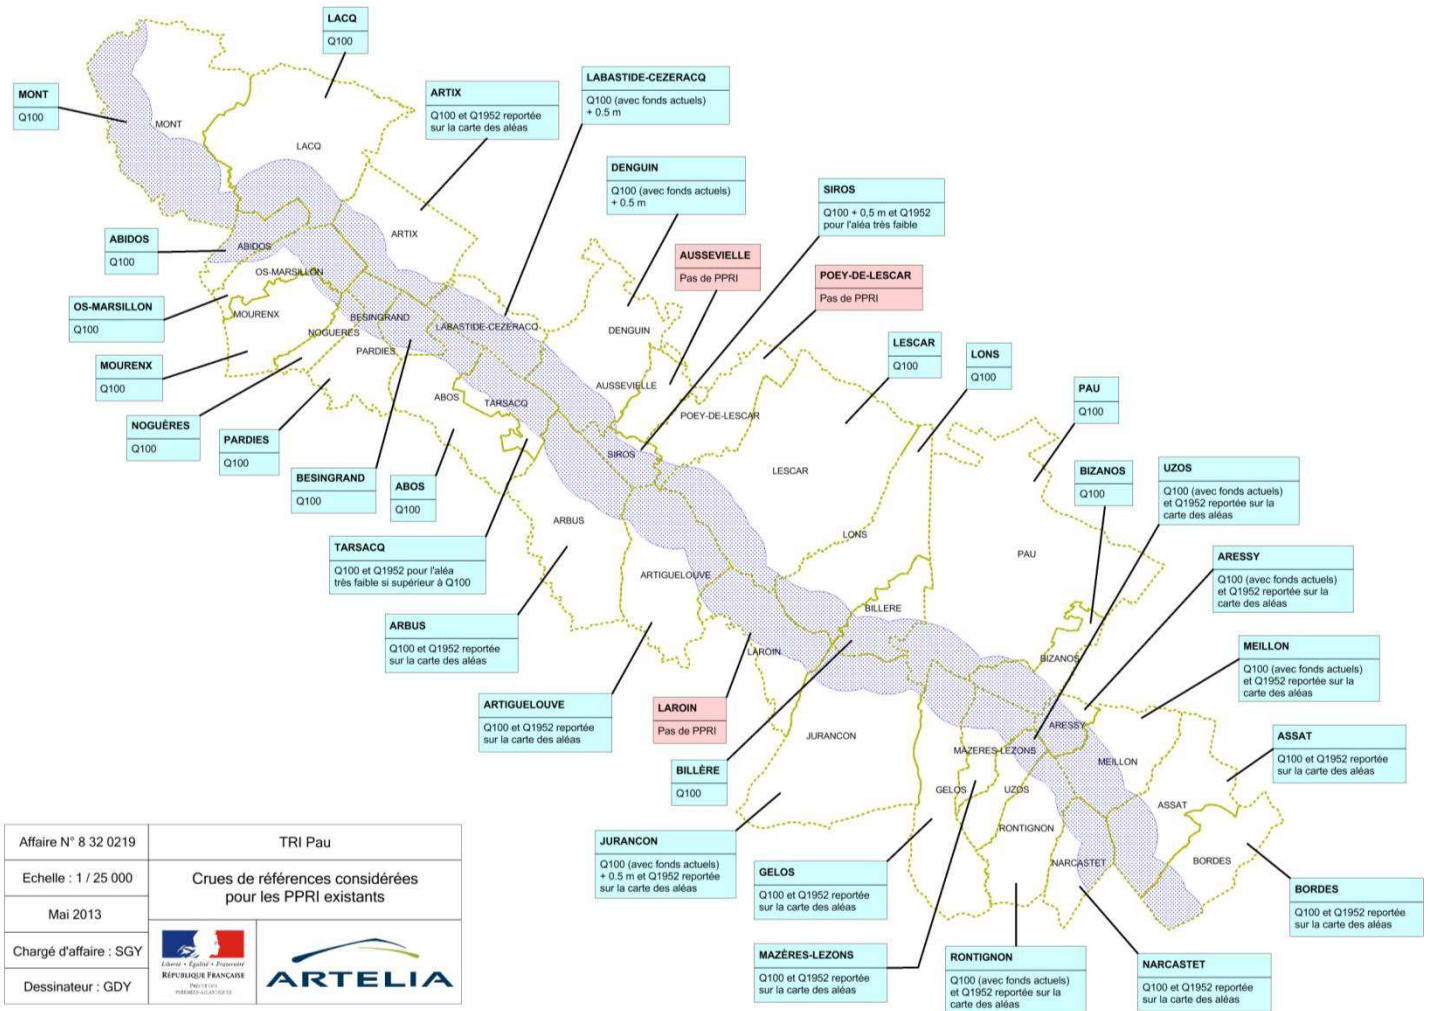 LACQ
Q100
MONT
Q100
ARTIX
Q100 et Q1952 reportée
sur la carte des aléas
LABASTIDE-CEZERACQ
Q100 (avec fonds actuels)
+ 0.5 m
DENGUIN
Q100 (avec fonds actuels)
+ 0.5 m
SIROS
Q100 + 0,5 m et Q1952
pour l'aléa très faible
AUSSEVIELLE
Pas de PPRI
POEY-DE-LESCAR
Pas de PPRI
LESCAR
Q100
LONS
Q100
PAU
Q100
BIZANOS
Q100
UZOS
Q100 (avec fonds actuels)
et Q1952 reportée sur la
carte des aléas
ARESSY
Q100 (avec fonds actuels)
et Q1952 reportée sur la
carte des aléas
MEILLON
Q100 (avec fonds actuels)
et Q1952 reportée sur la
carte des aléas
ASSAT
Q100 et Q1952 reportée
sur la carte des aléas
BORDES
Q100 et Q1952 reportée
sur la carte des aléas
NARCASTET
Q100 et Q1952 reportée
sur la carte des aléas
RONTIGNON
Q100 (avec fonds actuels)
et Q1952 reportée sur la
carte des aléas
MAZÈRES-LEZONS
Q100 et Q1952 reportée
sur la carte des aléas
GELOS
Q100 et Q1952 reportée
sur la carte des aléas
JURANCON
Q100 (avec fonds actuels)
+ 0.5 m et Q1952 reportée
sur la carte des aléas
BILLÈRE
Q100
LAROIN
Pas de PPRI
ARTIGUELOUVE
Q100 et Q1952 reportée
sur la carte des aléas
ARBUS
Q100 et Q1952 reportée
sur la carte des aléas
TARSACQ
Q100 et Q1952 pour l'aléa
très faible si supérieur à Q100
ABOS
Q100
BESINGRAND
Q100
PARDIES
Q100
NOGUÈRES
Q100
MOURENX
Q100
OS-MARSILLON
Q100
ABIDOS
Q100
MONT
LACQ
ARTIX
ABIDOS
OS-MARSILLON
MOURENX
NOGUERES
BESINGRAND
PARDIES
LABASTIDE-CEZERACQ
ABOS
TARSACQ
DENGUIN
AUSSEVIELLE
POEY-DE-LESCAR
SIROS
LESCAR
ARBUS
ARTIGUELOUVE
LONS
LAROIN
BILLERE
PAU
BIZANOS
JURANCON
GELOS
MAZERES-LEZONS
UZOS
RONTIGNON
ARESSY
MEILLON
NARCASTET
ASSAT
BORDES
Affaire N° 8 32 0219
Echelle : 1 / 25 000
Mai 2013
Chargé d'affaire : SGY
Dessinateur : GDY
TRI Pau
Crues de références considérées
pour les PPRI existants
Liberté • Égalité • Fraternité
RÉPUBLIQUE FRANÇAISE
ARTELIA